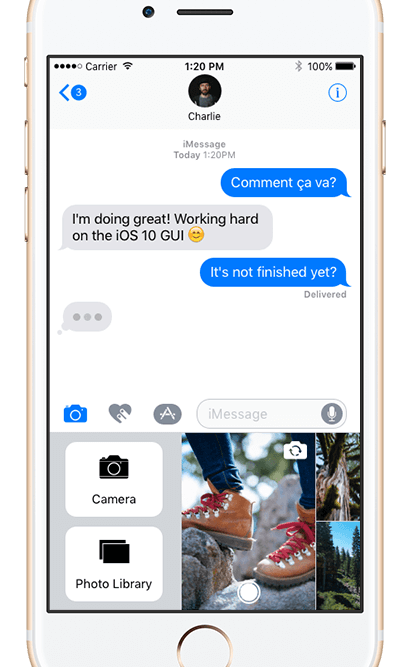 Carrier 1:20 PM 100%
3
Charlie
iMessage
Today 1:20PM
Comment ça va?
I'm doing great! Working hard
on the iOS 10 GUI 😊
It's not finished yet?
Delivered
iMessage
Camera
Photo Library